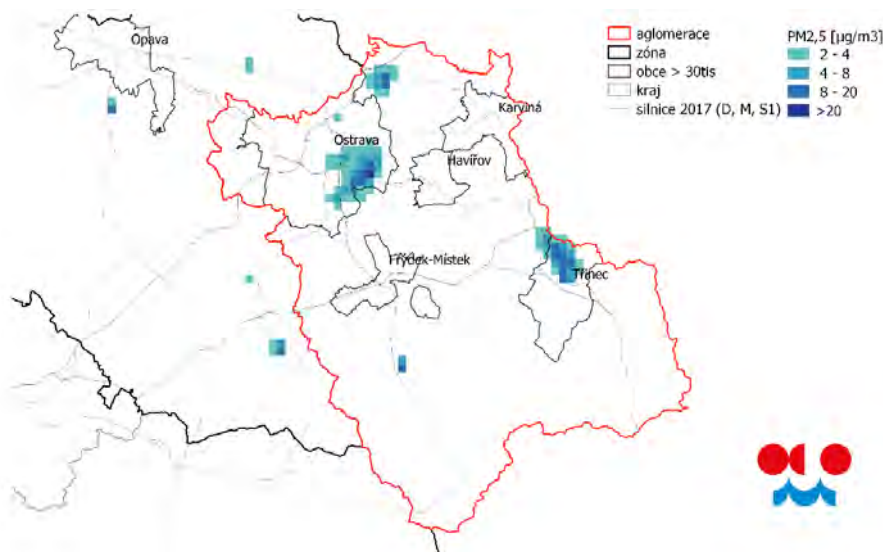 Opava
Karviná
Ostrava
Havířov
Frýdek-Místek
Třinec
aglomerace
zóna
obce > 30tis
kraj
silnice 2017 (D, M, S1)
PM2,5 [µg/m3]
2 - 4
4 - 8
8 - 20
>20